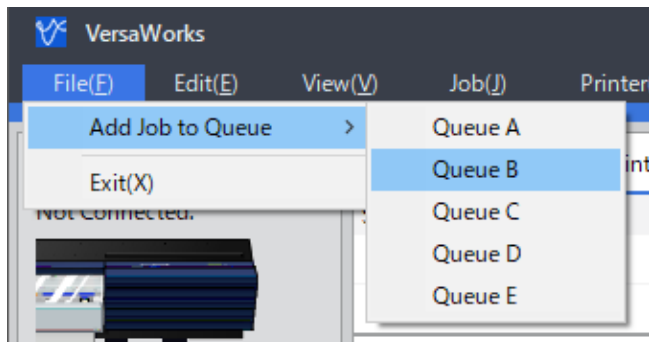 VersaWorks
File(F) Edit(E) View(V) Job(J) Printer
Add Job to Queue > Queue A
Queue B
Exit(X)
Queue C
Not Connected.
Queue D
Queue E